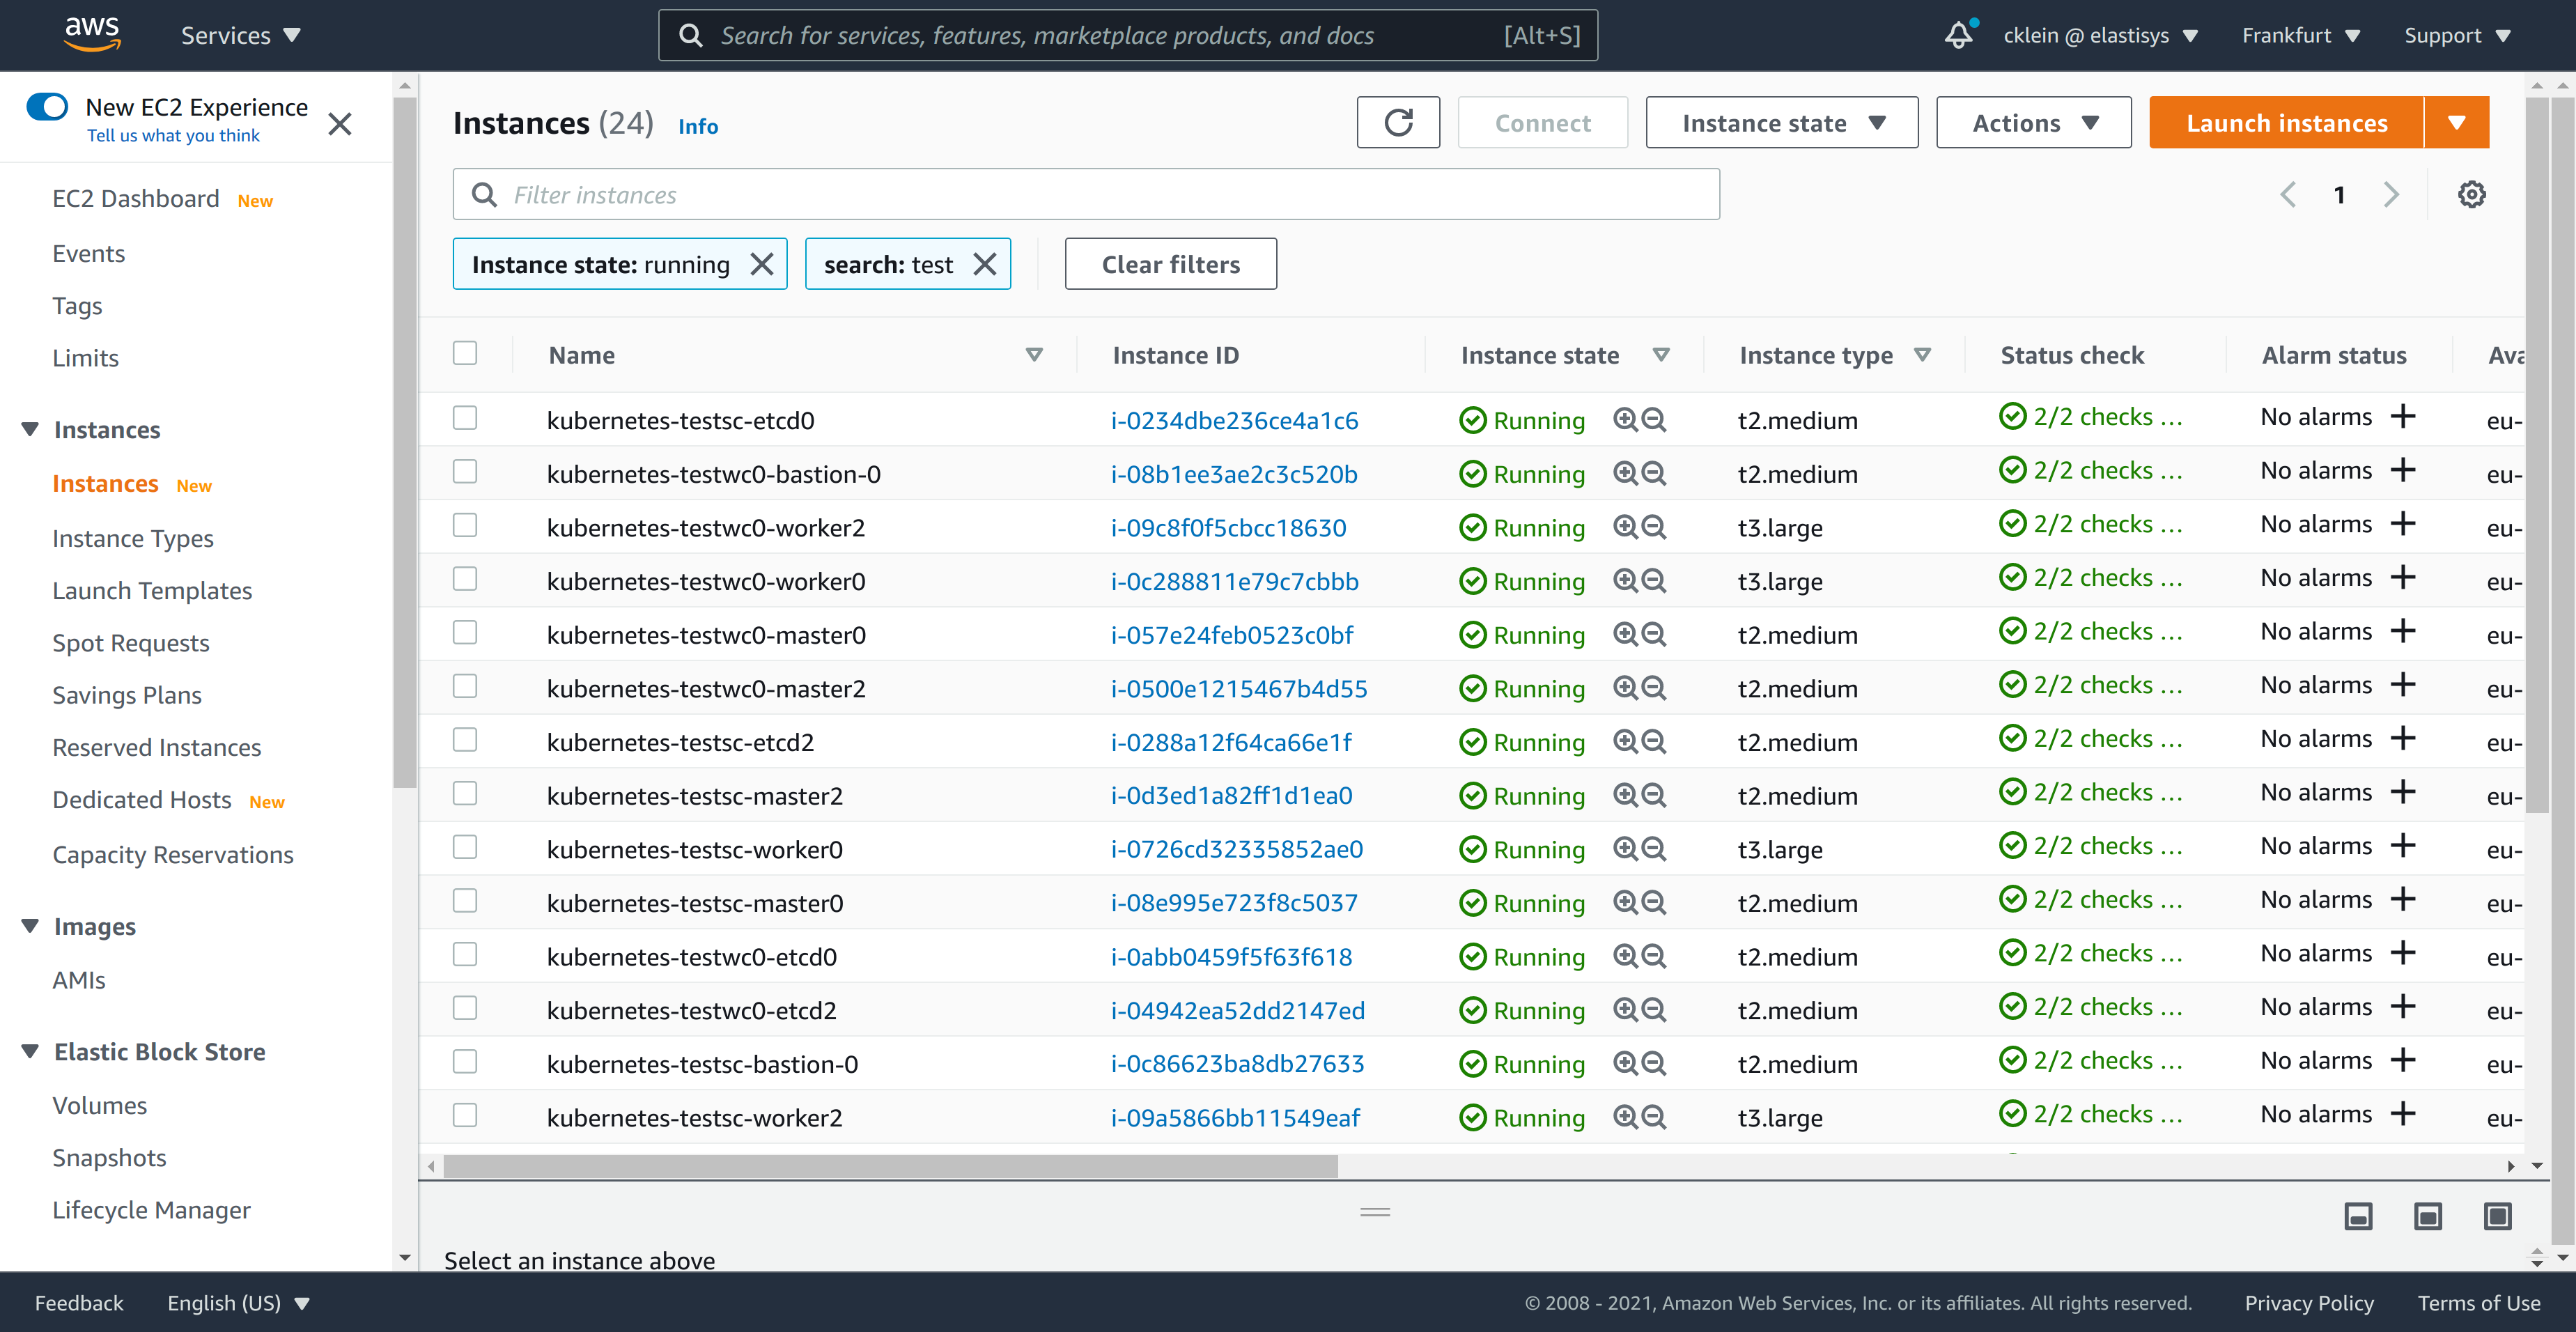 aws Services Search for services, features, marketplace products, and docs [Alt+S] cklein @ elastisys Frankfurt Support
New EC2 Experience
Tell us what you think
EC2 Dashboard New
Events
Tags
Limits
Instances
Instances New
Instance Types
Launch Templates
Spot Requests
Savings Plans
Reserved Instances
Dedicated Hosts New
Capacity Reservations
Images
AMIs
Elastic Block Store
Volumes
Snapshots
Lifecycle Manager
Instances (24) Info Connect Instance state Actions Launch instances
Filter instances 1
Instance state: running search: test Clear filters
Name Instance ID Instance state Instance type Status check Alarm status Ava
kubernetes-testsc-etcd0 i-0234dbe236ce4a1c6 Running t2.medium 2/2 checks ... No alarms eu-
kubernetes-testwc0-bastion-0 i-08b1ee3ae2c3c520b Running t2.medium 2/2 checks ... No alarms eu-
kubernetes-testwc0-worker2 i-09c8f0f5cbcc18630 Running t3.large 2/2 checks ... No alarms eu-
kubernetes-testwc0-worker0 i-0c288811e79c7cbbb Running t3.large 2/2 checks ... No alarms eu-
kubernetes-testwc0-master0 i-057e24feb0523c0bf Running t2.medium 2/2 checks ... No alarms eu-
kubernetes-testwc0-master2 i-0500e1215467b4d55 Running t2.medium 2/2 checks ... No alarms eu-
kubernetes-testsc-etcd2 i-0288a12f64ca66e1f Running t2.medium 2/2 checks ... No alarms eu-
kubernetes-testsc-master2 i-0d3ed1a82ff1d1ea0 Running t2.medium 2/2 checks ... No alarms eu-
kubernetes-testsc-worker0 i-0726cd32335852ae0 Running t3.large 2/2 checks ... No alarms eu-
kubernetes-testsc-master0 i-08e995e723f8c5037 Running t2.medium 2/2 checks ... No alarms eu-
kubernetes-testwc0-etcd0 i-0abb0459f5f63f618 Running t2.medium 2/2 checks ... No alarms eu-
kubernetes-testwc0-etcd2 i-04942ea52dd2147ed Running t2.medium 2/2 checks ... No alarms eu-
kubernetes-testsc-bastion-0 i-0c86623ba8db27633 Running t2.medium 2/2 checks ... No alarms eu-
kubernetes-testsc-worker2 i-09a5866bb11549eaf Running t3.large 2/2 checks ... No alarms eu-
Select an instance above
Feedback English (US) © 2008 - 2021, Amazon Web Services, Inc. or its affiliates. All rights reserved. Privacy Policy Terms of Use